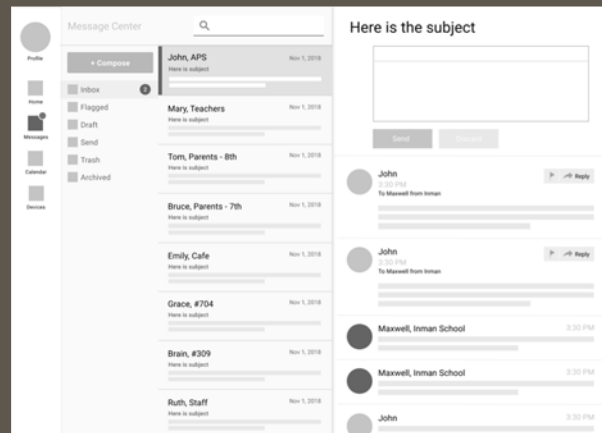 Profile
Home
Messages
Calendar
Devices
Message Center
+ Compose
Inbox 2
Flagged
Draft
Send
Trash
Archived
John, APS Nov 1, 2018
Here is subject
Mary, Teachers Nov 1, 2018
Here is subject
Tom, Parents - 8th Nov 1, 2018
Here is subject
Bruce, Parents - 7th Nov 1, 2018
Here is subject
Emily, Cafe Nov 1, 2018
Here is subject
Grace, #704 Nov 1, 2018
Here is subject
Brain, #309 Nov 1, 2018
Here is subject
Ruth, Staff Nov 1, 2018
Here is subject
Here is the subject
Send Discard
John Reply
3:30 PM
To Maxwell from Inman
John Reply
3:30 PM
To Maxwell from Inman
Maxwell, Inman School 3:30 PM
Maxwell, Inman School 3:30 PM
John 3:30 PM